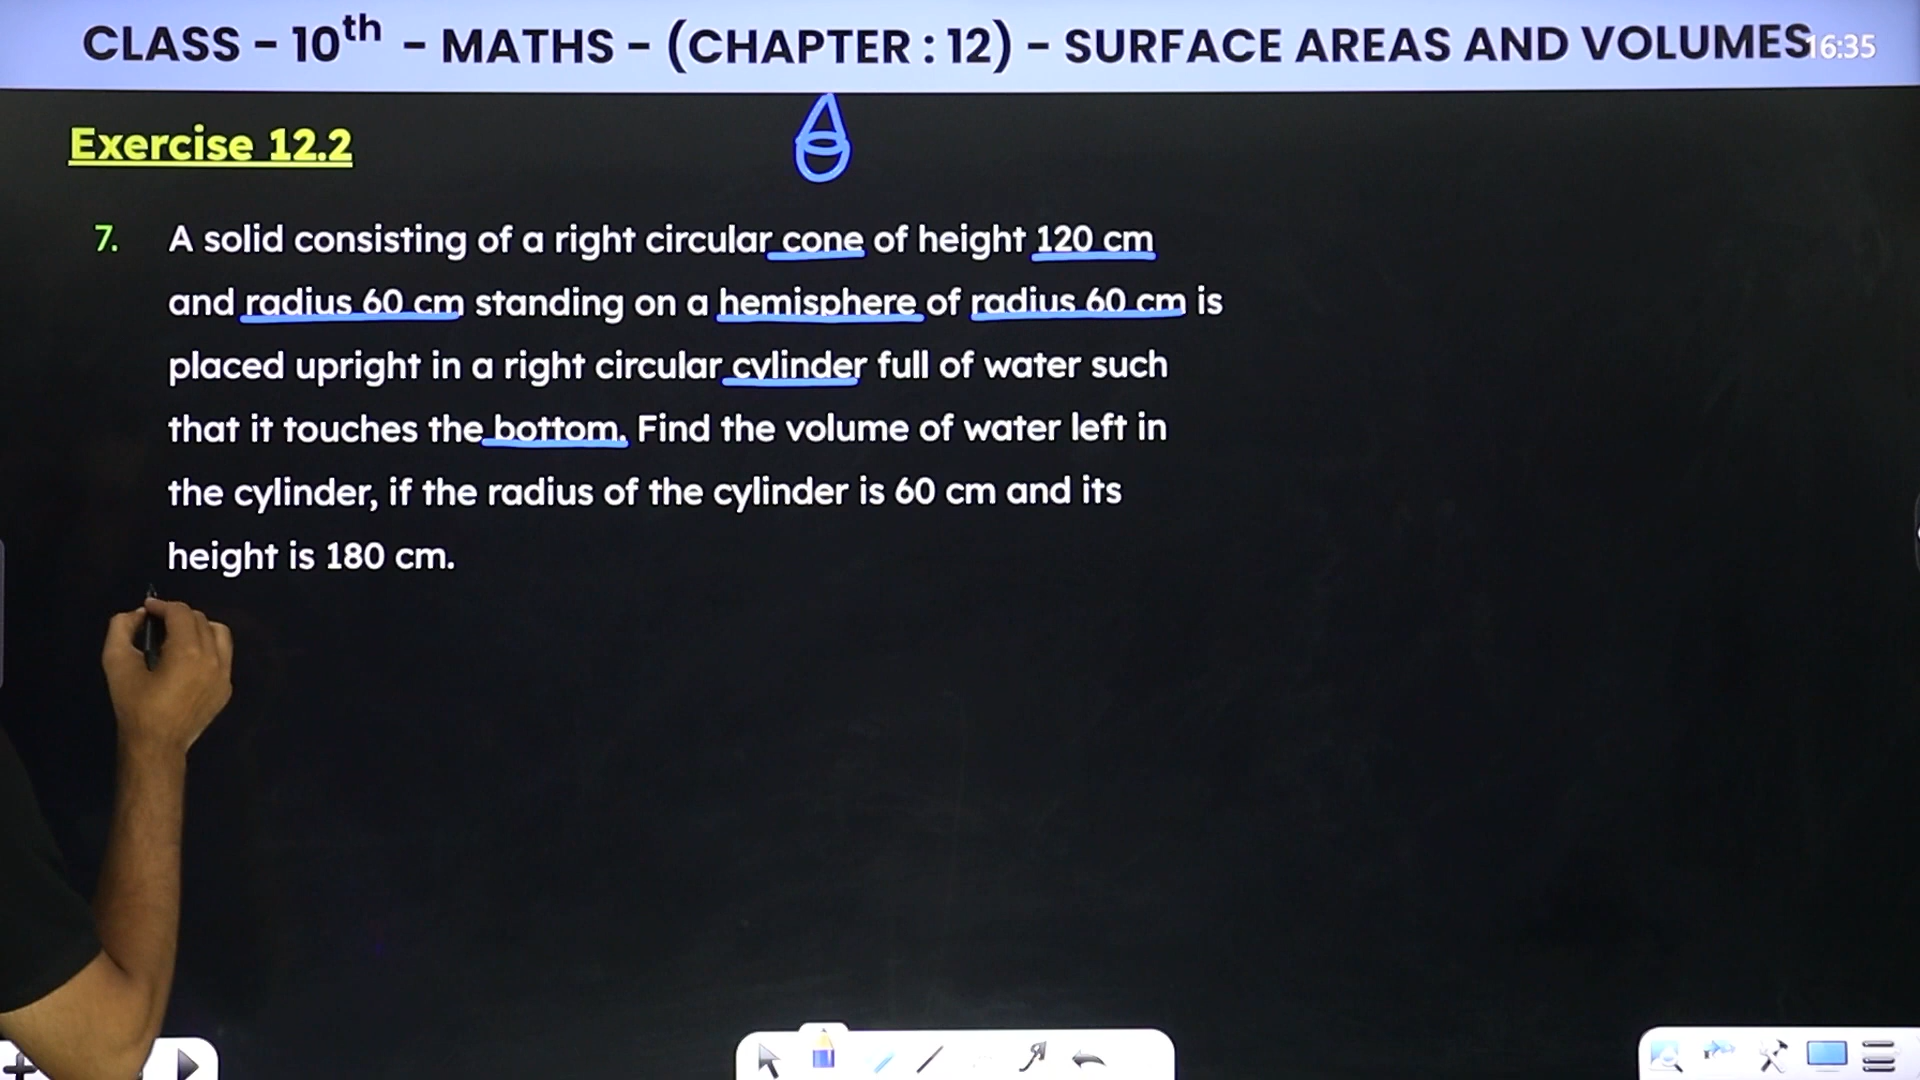 CLASS - 10th - MATHS - (CHAPTER : 12) - SURFACE AREAS AND VOLUMES
16:35
Exercise 12.2
7. A solid consisting of a right circular cone of height 120 cm
and radius 60 cm standing on a hemisphere of radius 60 cm is
placed upright in a right circular cylinder full of water such
that it touches the bottom. Find the volume of water left in
the cylinder, if the radius of the cylinder is 60 cm and its
height is 180 cm.